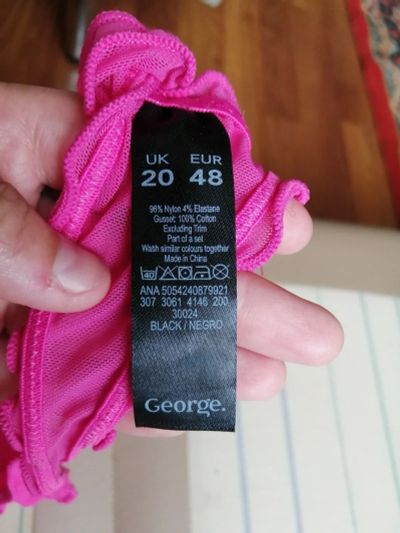 UK EUR
20 48
96% Nylon 4% Elastane
Gusset: 100% Cotton
Excluding Trim
Part of a set
Wash similar colours together
Made in China
40
ANA 5054240879921
307 3061 4146 200
30024
BLACK / NEGRO
George.